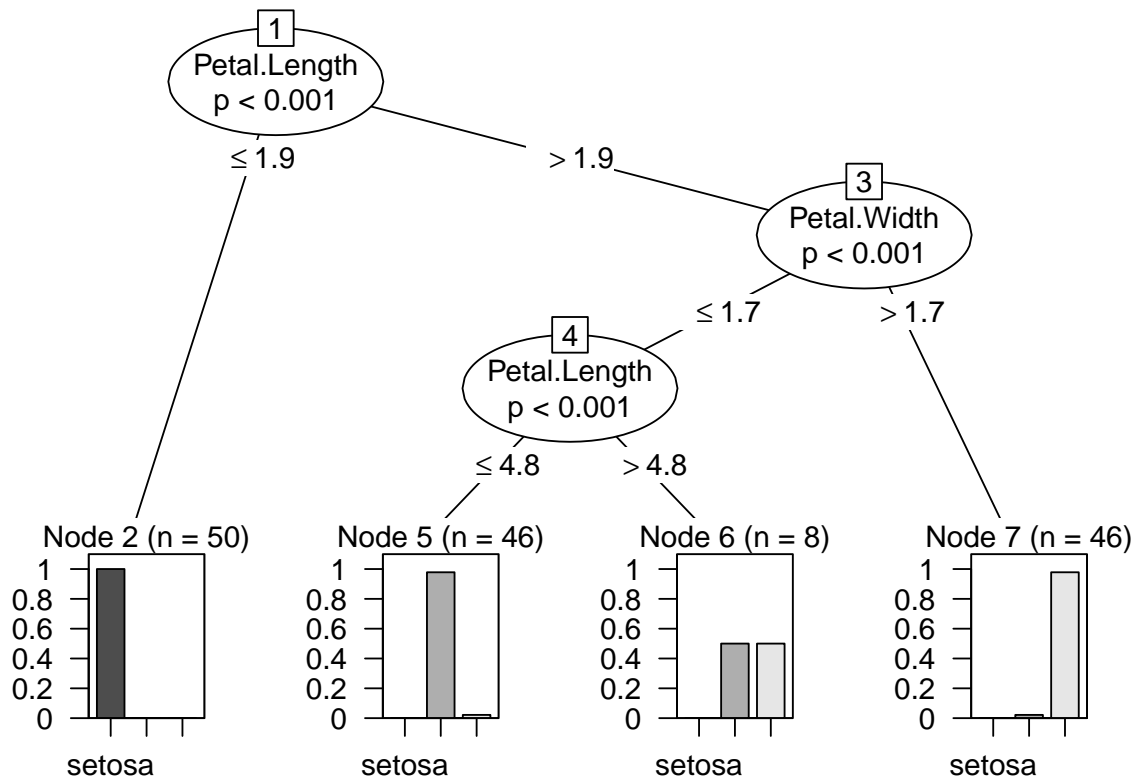 1
Petal.Length
p < 0.001
≤ 1.9
> 1.9
3
Petal.Width
p < 0.001
≤ 1.7
> 1.7
4
Petal.Length
p < 0.001
≤ 4.8
> 4.8
Node 2 (n = 50)
1
0.8
0.6
0.4
0.2
0
setosa
Node 5 (n = 46)
1
0.8
0.6
0.4
0.2
0
setosa
Node 6 (n = 8)
1
0.8
0.6
0.4
0.2
0
setosa
Node 7 (n = 46)
1
0.8
0.6
0.4
0.2
0
setosa